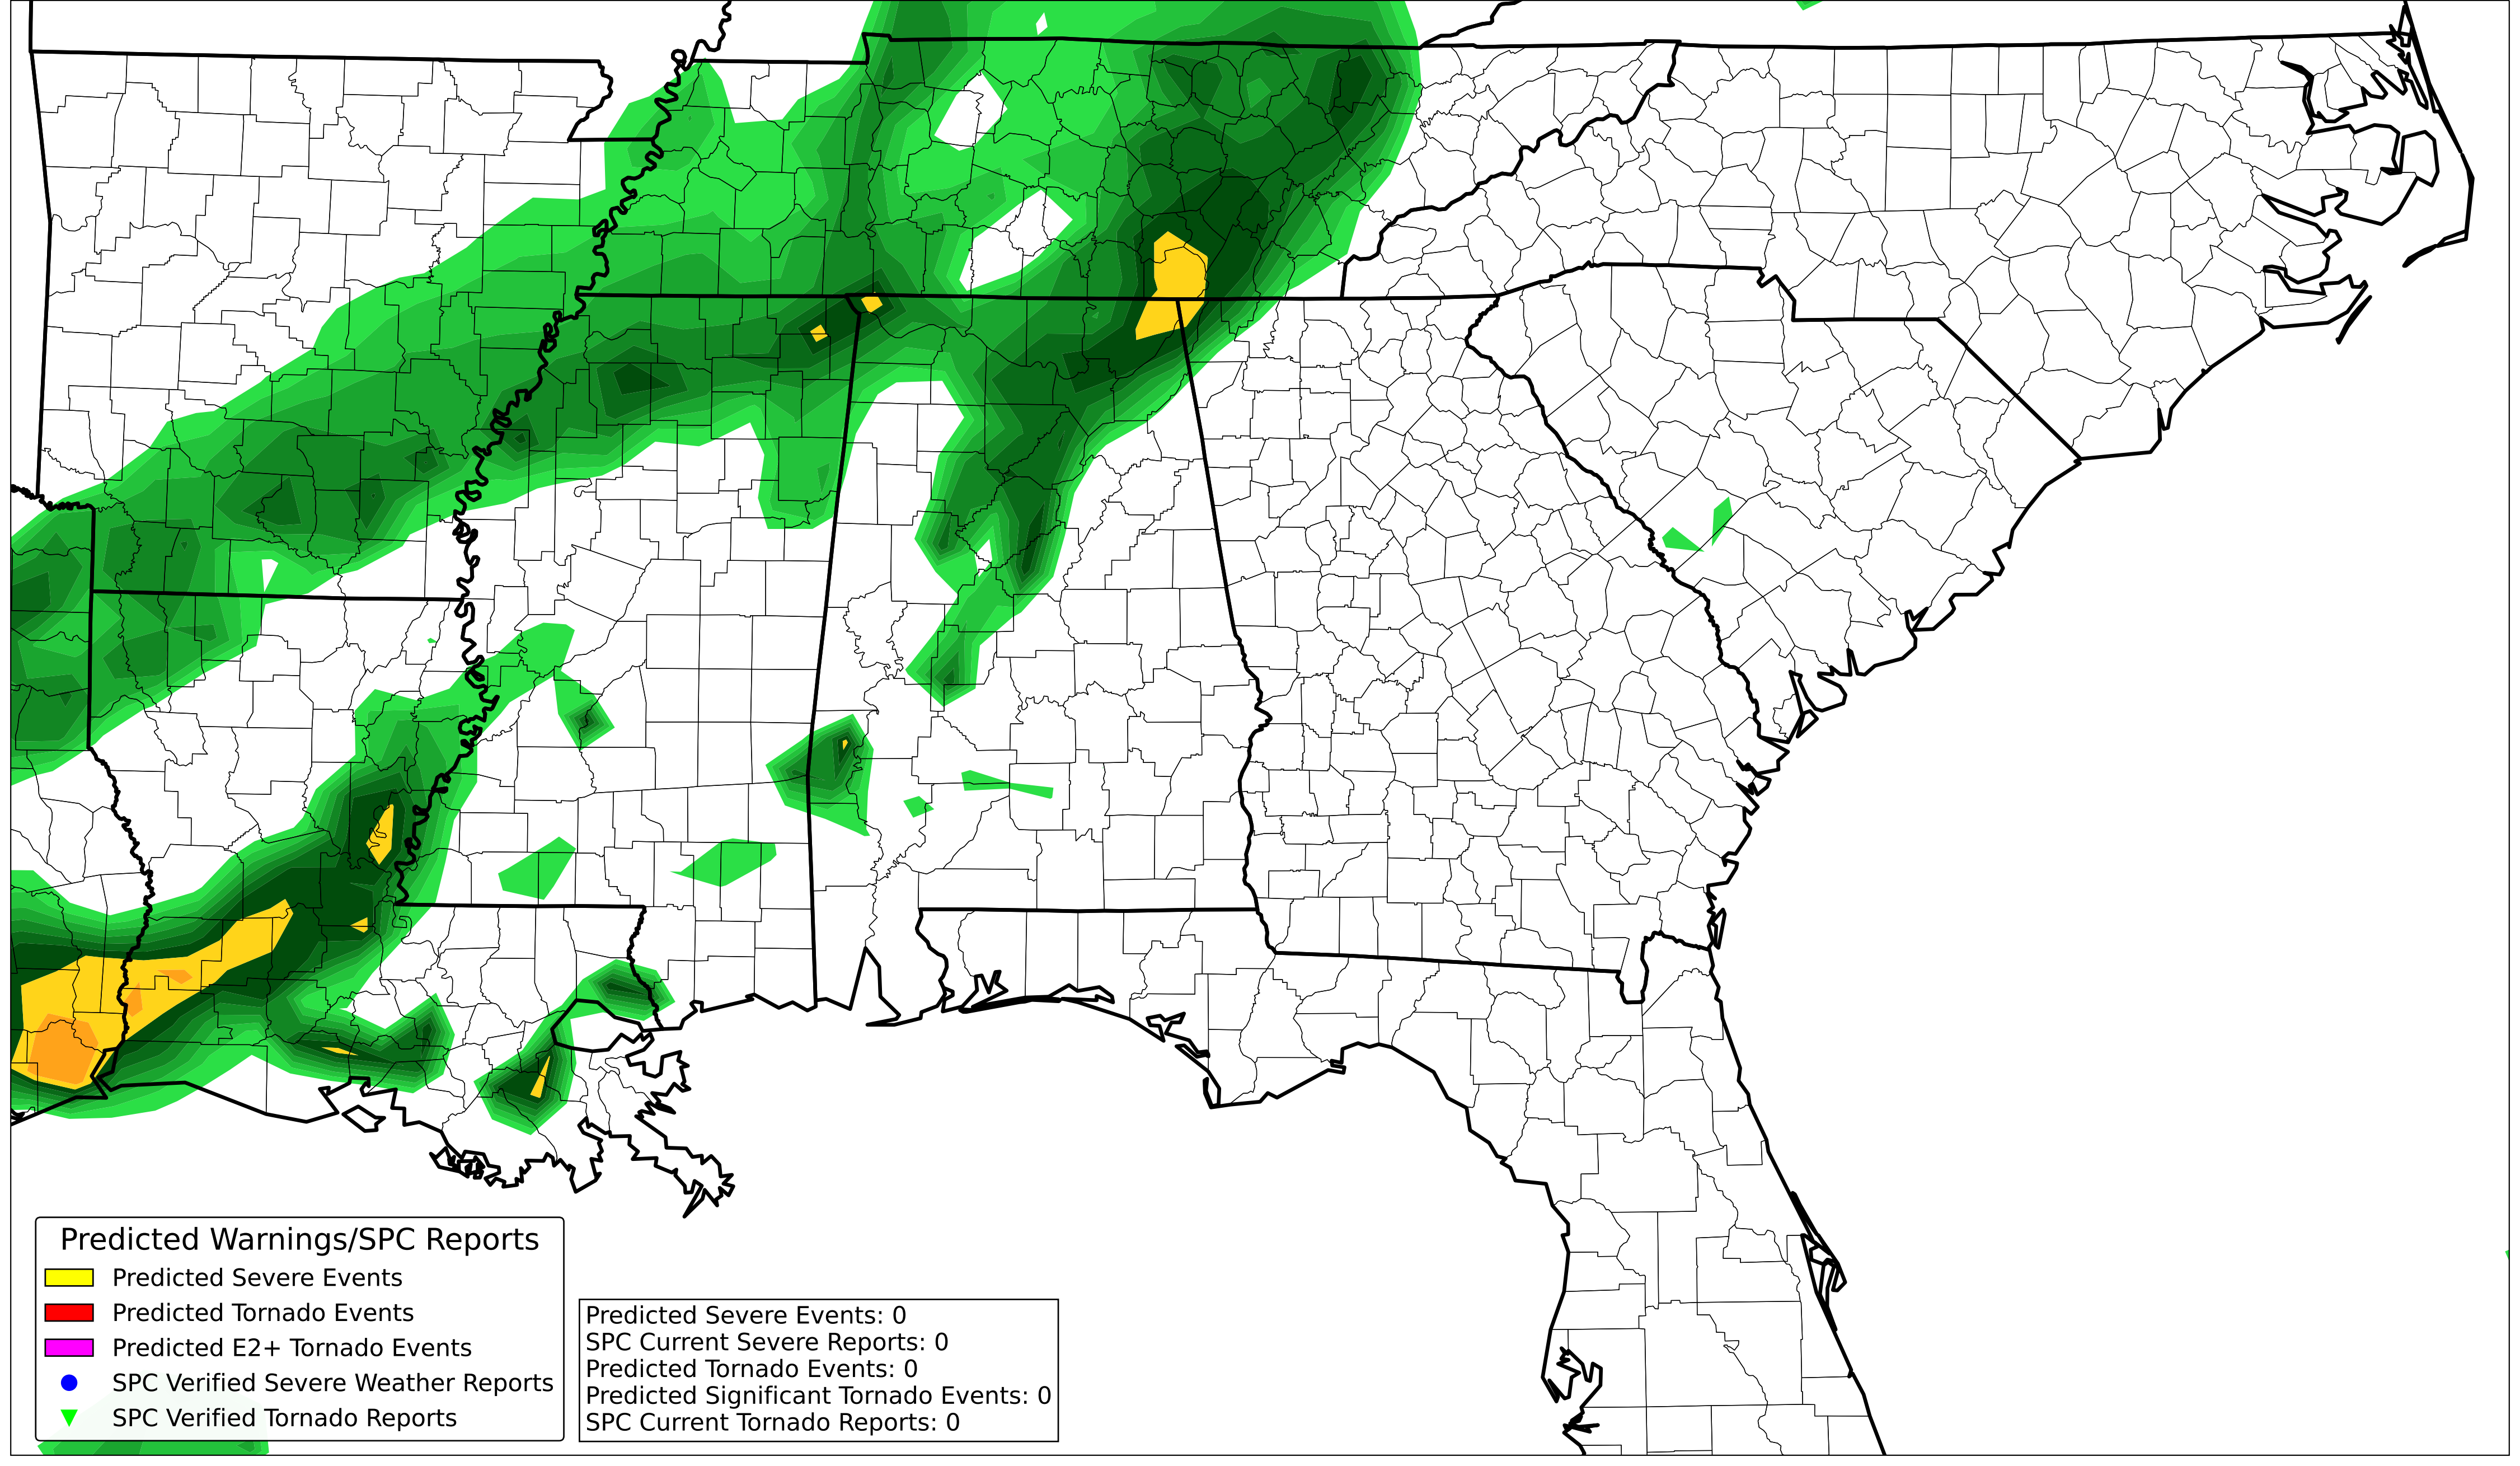 Predicted Warnings/SPC Reports
Predicted Severe Events
Predicted Tornado Events
Predicted E2+ Tornado Events
SPC Verified Severe Weather Reports
SPC Verified Tornado Reports
Predicted Severe Events: 0
SPC Current Severe Reports: 0
Predicted Tornado Events: 0
Predicted Significant Tornado Events: 0
SPC Current Tornado Reports: 0